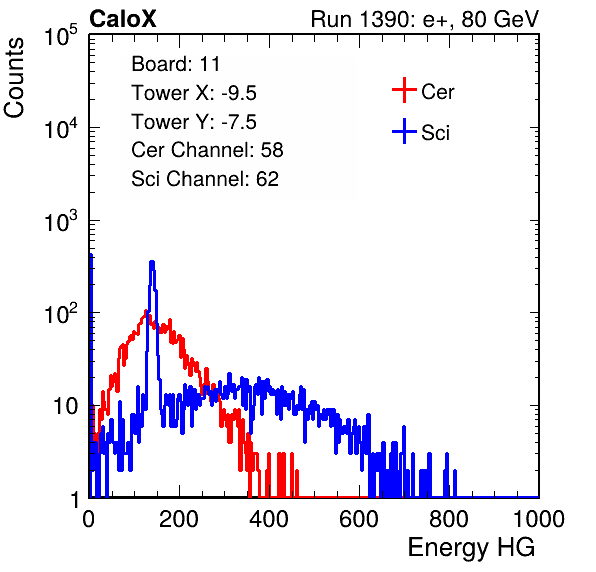 CaloX Run 1390: e+, 80 GeV
Counts
Board: 11
Tower X: -9.5
Tower Y: -7.5
Cer Channel: 58
Sci Channel: 62
Cer
Sci
10^5
10^4
10^3
10^2
10
1
0 200 400 600 800 1000
Energy HG